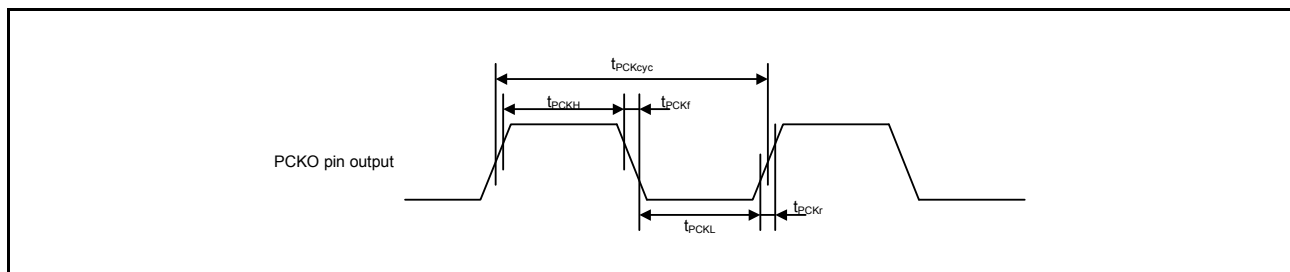 tPCKcyc
tPCKH
tPCKf
PCKO pin output
tPCKL
tPCKr